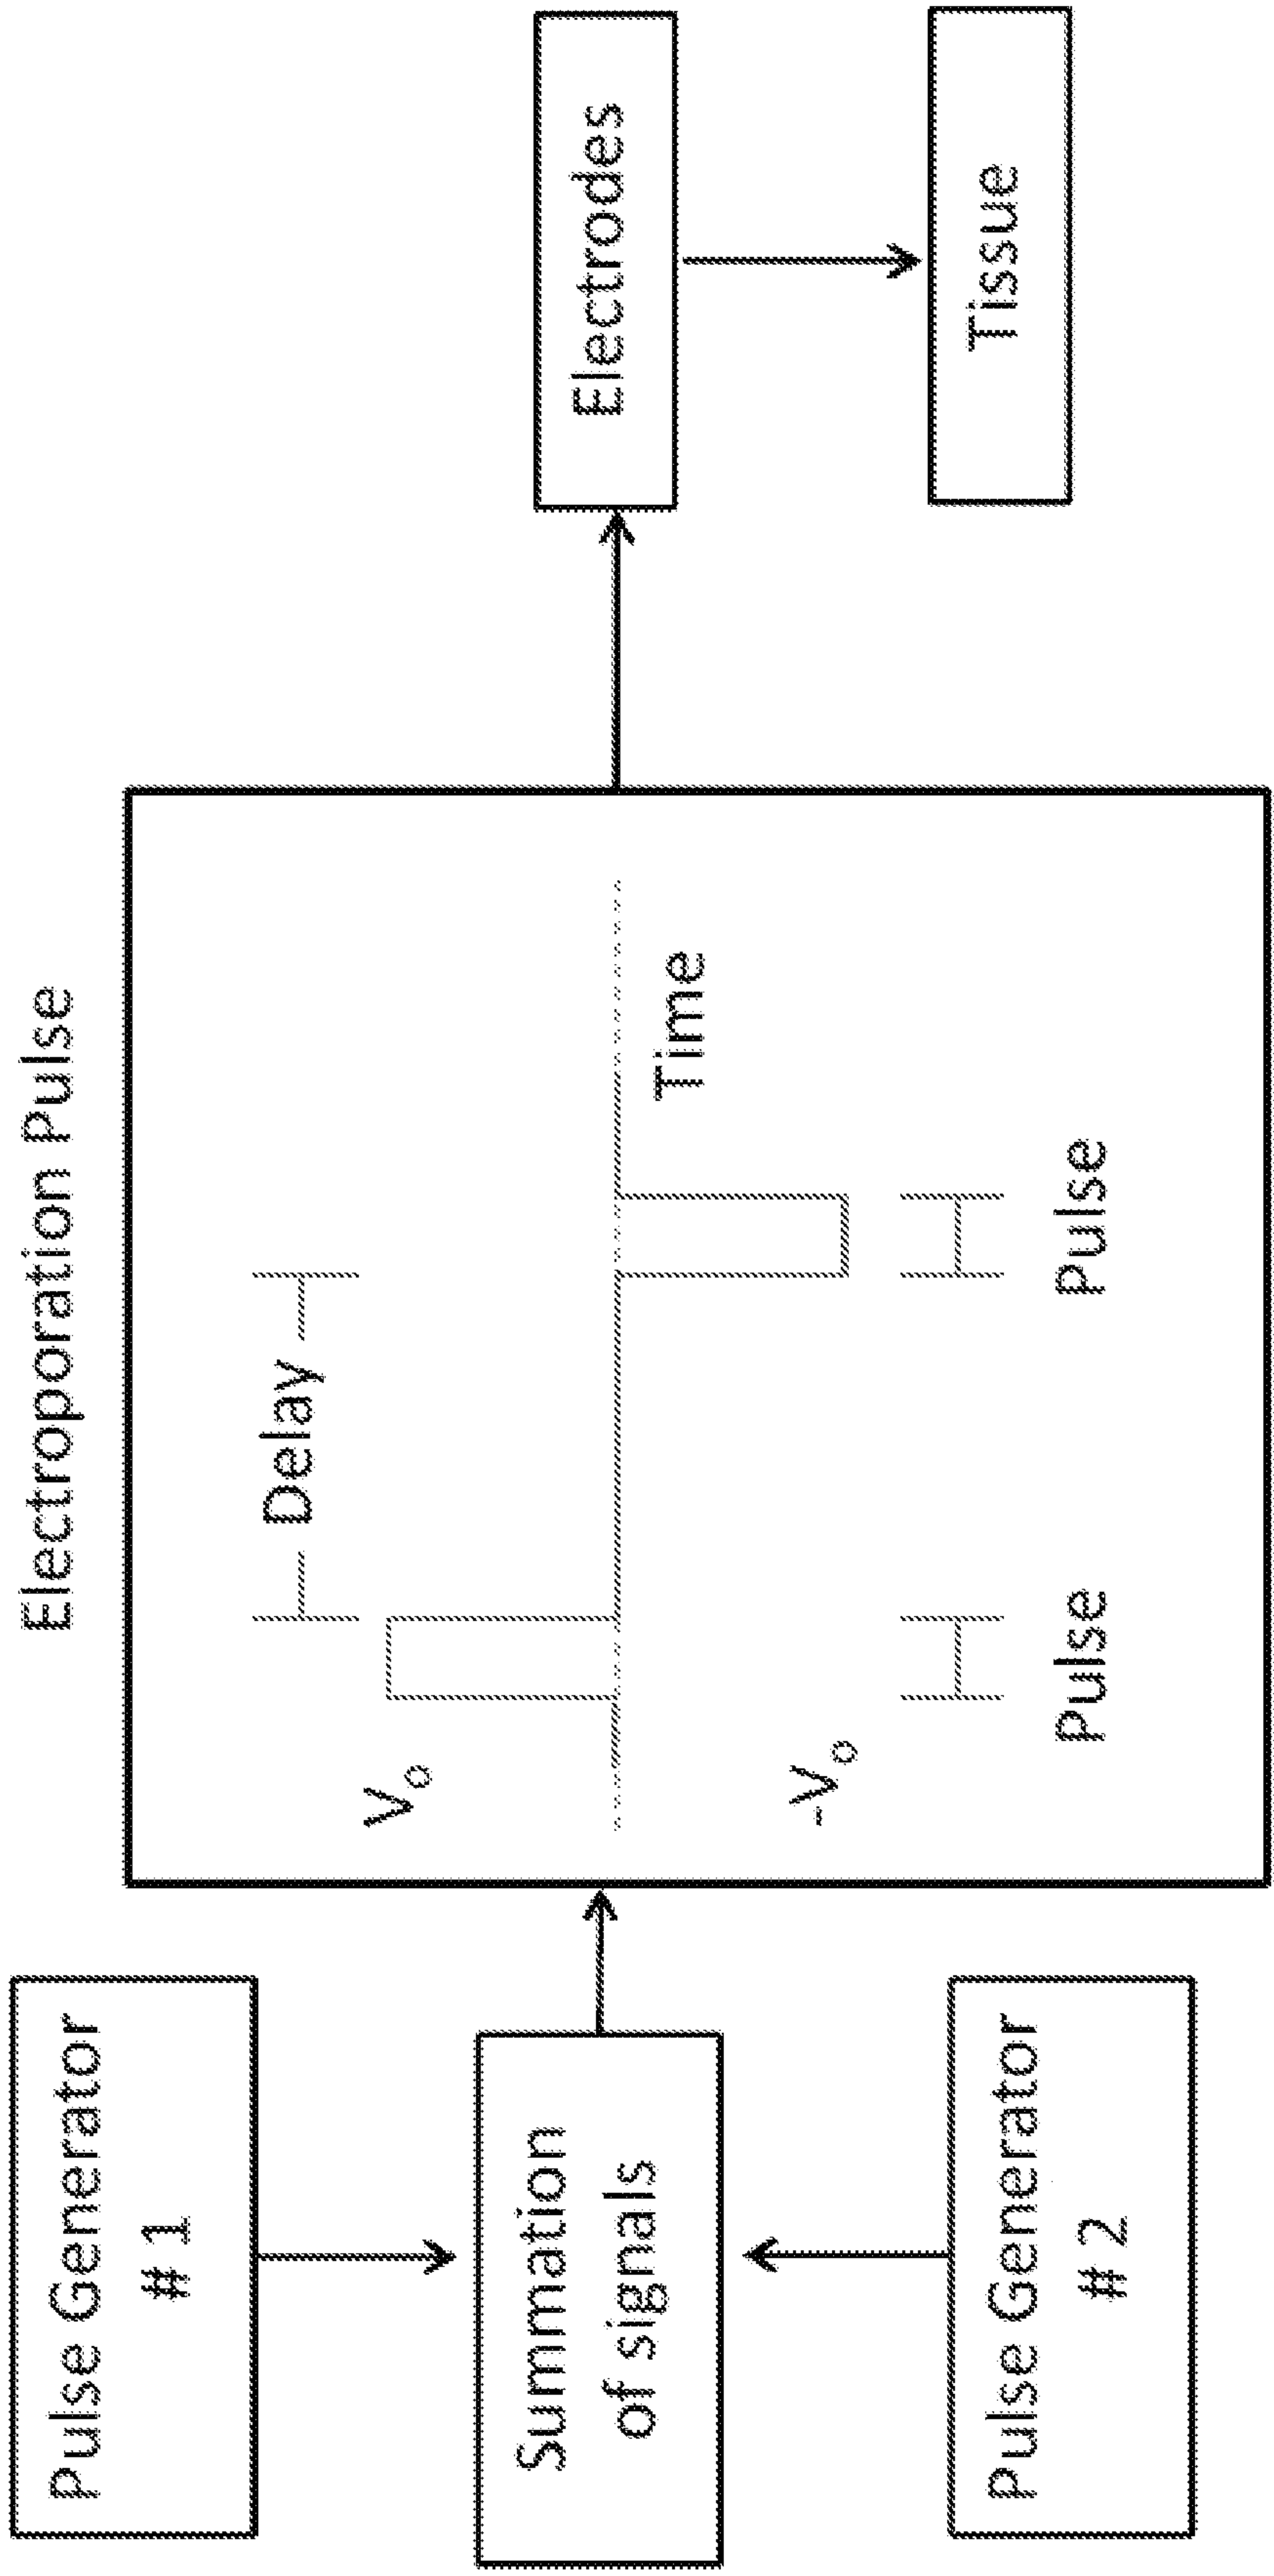 Electroporation Pulse
Pulse Generator
# 1
Summation
of signals
Pulse Generator
# 2
Vo
-Vo
Delay
Time
Pulse
Pulse
Electrodes
Tissue